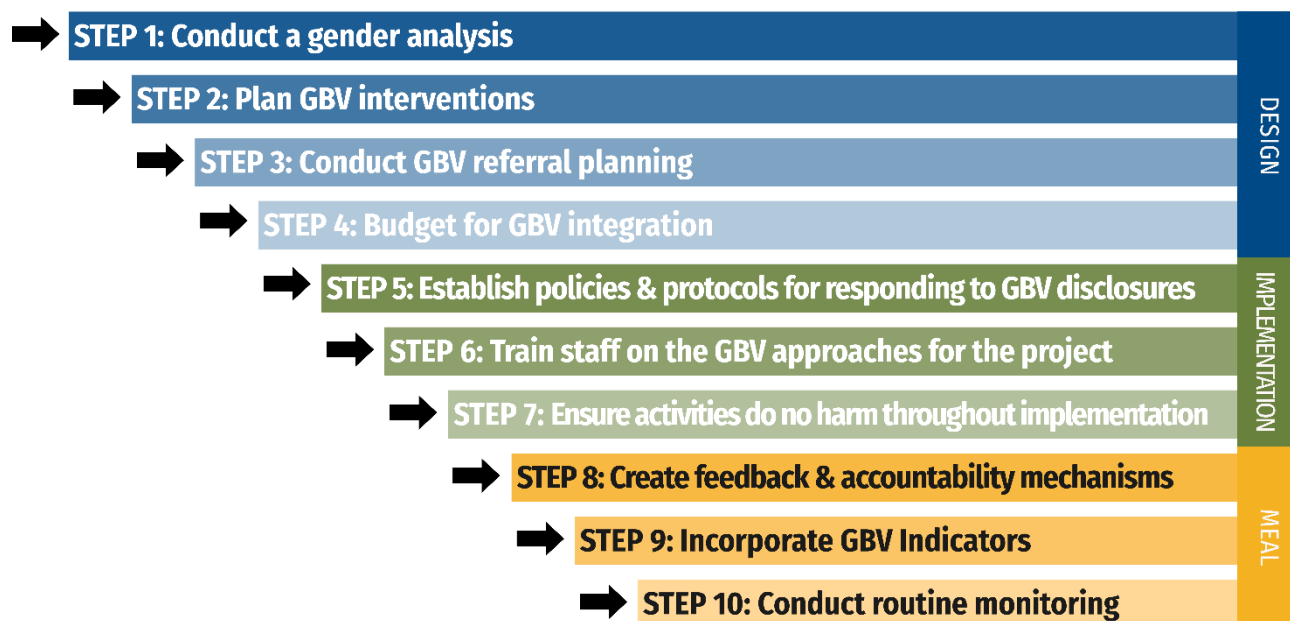 STEP 1: Conduct a gender analysis
STEP 2: Plan GBV interventions
STEP 3: Conduct GBV referral planning
STEP 4: Budget for GBV integration
DESIGN
STEP 5: Establish policies & protocols for responding to GBV disclosures
STEP 6: Train staff on the GBV approaches for the project
STEP 7: Ensure activities do no harm throughout implementation
IMPLEMENTATION
STEP 8: Create feedback & accountability mechanisms
STEP 9: Incorporate GBV Indicators
STEP 10: Conduct routine monitoring
MEAL